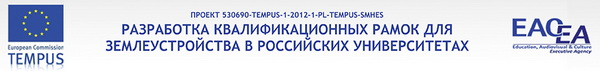 European Commission
TEMPUS
ПРОЕКТ 530690-TEMPUS-1-2012-1-PL-TEMPUS-SMHES
РАЗРАБОТКА КВАЛИФИКАЦИОННЫХ РАМОК ДЛЯ
ЗЕМЛЕУСТРОЙСТВА В РОССИЙСКИХ УНИВЕРСИТЕТАХ
EACEA
Education, Audiovisual & Culture
Executive Agency